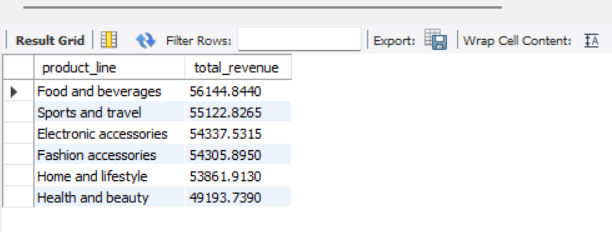 Result Grid Filter Rows: Export: Wrap Cell Content:
product_line total_revenue
Food and beverages 56144.8440
Sports and travel 55122.8265
Electronic accessories 54337.5315
Fashion accessories 54305.8950
Home and lifestyle 53861.9130
Health and beauty 49193.7390